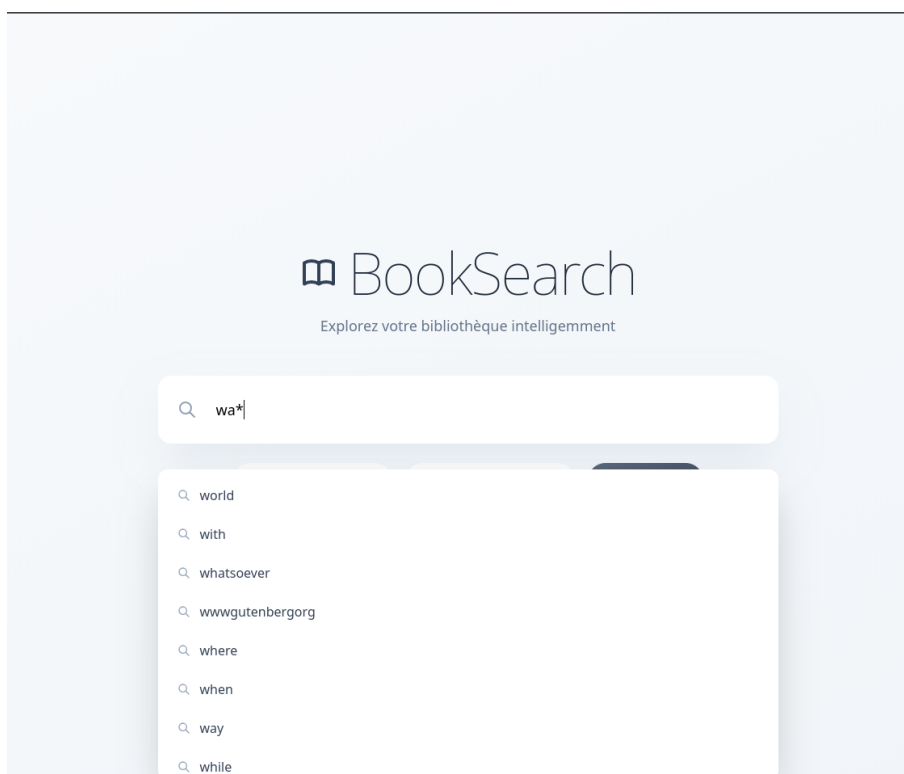 BookSearch
Explorez votre bibliothèque intelligemment
wa*
world
with
whatsoever
wwwgutenbergorg
where
when
way
while